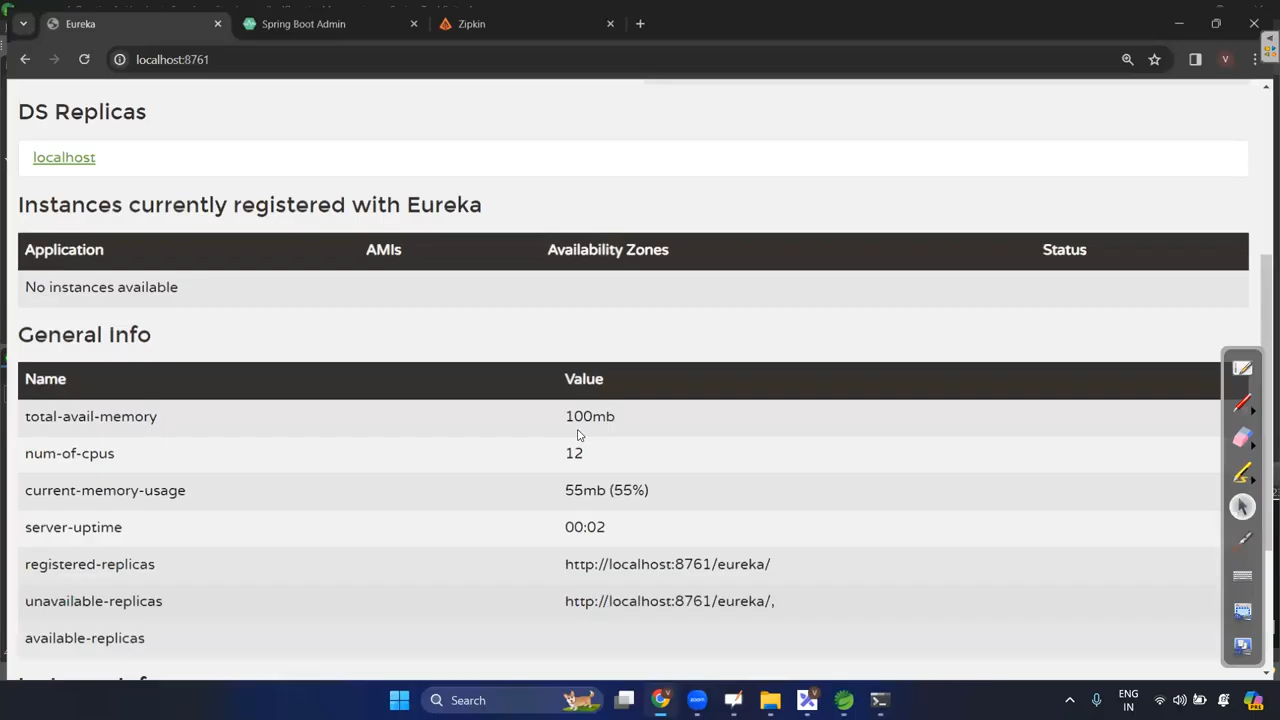 Eureka
Spring Boot Admin
Zipkin
localhost:8761
V
DS Replicas
localhost
Instances currently registered with Eureka
Application AMIs Availability Zones Status
No instances available
General Info
Name Value
total-avail-memory 100mb
num-of-cpus 12
current-memory-usage 55mb (55%)
server-uptime 00:02
registered-replicas http://localhost:8761/eureka/
unavailable-replicas http://localhost:8761/eureka/,
available-replicas
Search
ENG
IN